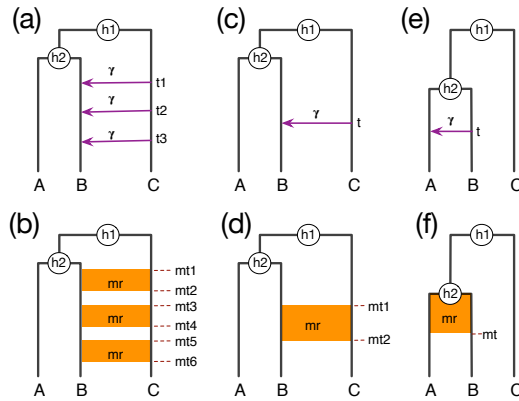 (a)
h1
h2
γ
t1
γ
t2
γ
t3
A B C
(c)
h1
h2
γ
t
A B C
(e)
h1
h2
γ
t
A B C
(b)
h1
h2
mt1
mr
mt2
mt3
mr
mt4
mt5
mr
mt6
A B C
(d)
h1
h2
mt1
mr
mt2
A B C
(f)
h1
h2
mr
mt
A B C